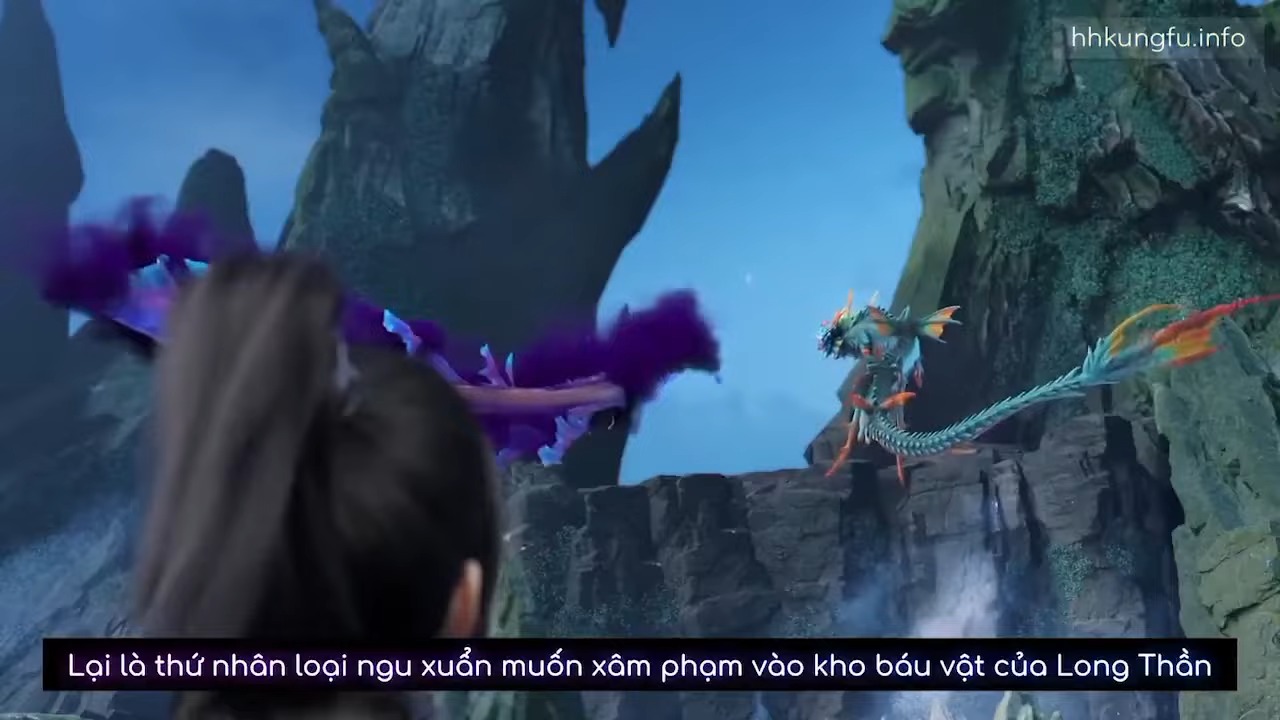 hhkungfu.info
Lại là thứ nhân loại ngu xuẩn muốn xâm phạm vào kho báu vật của Long Thần